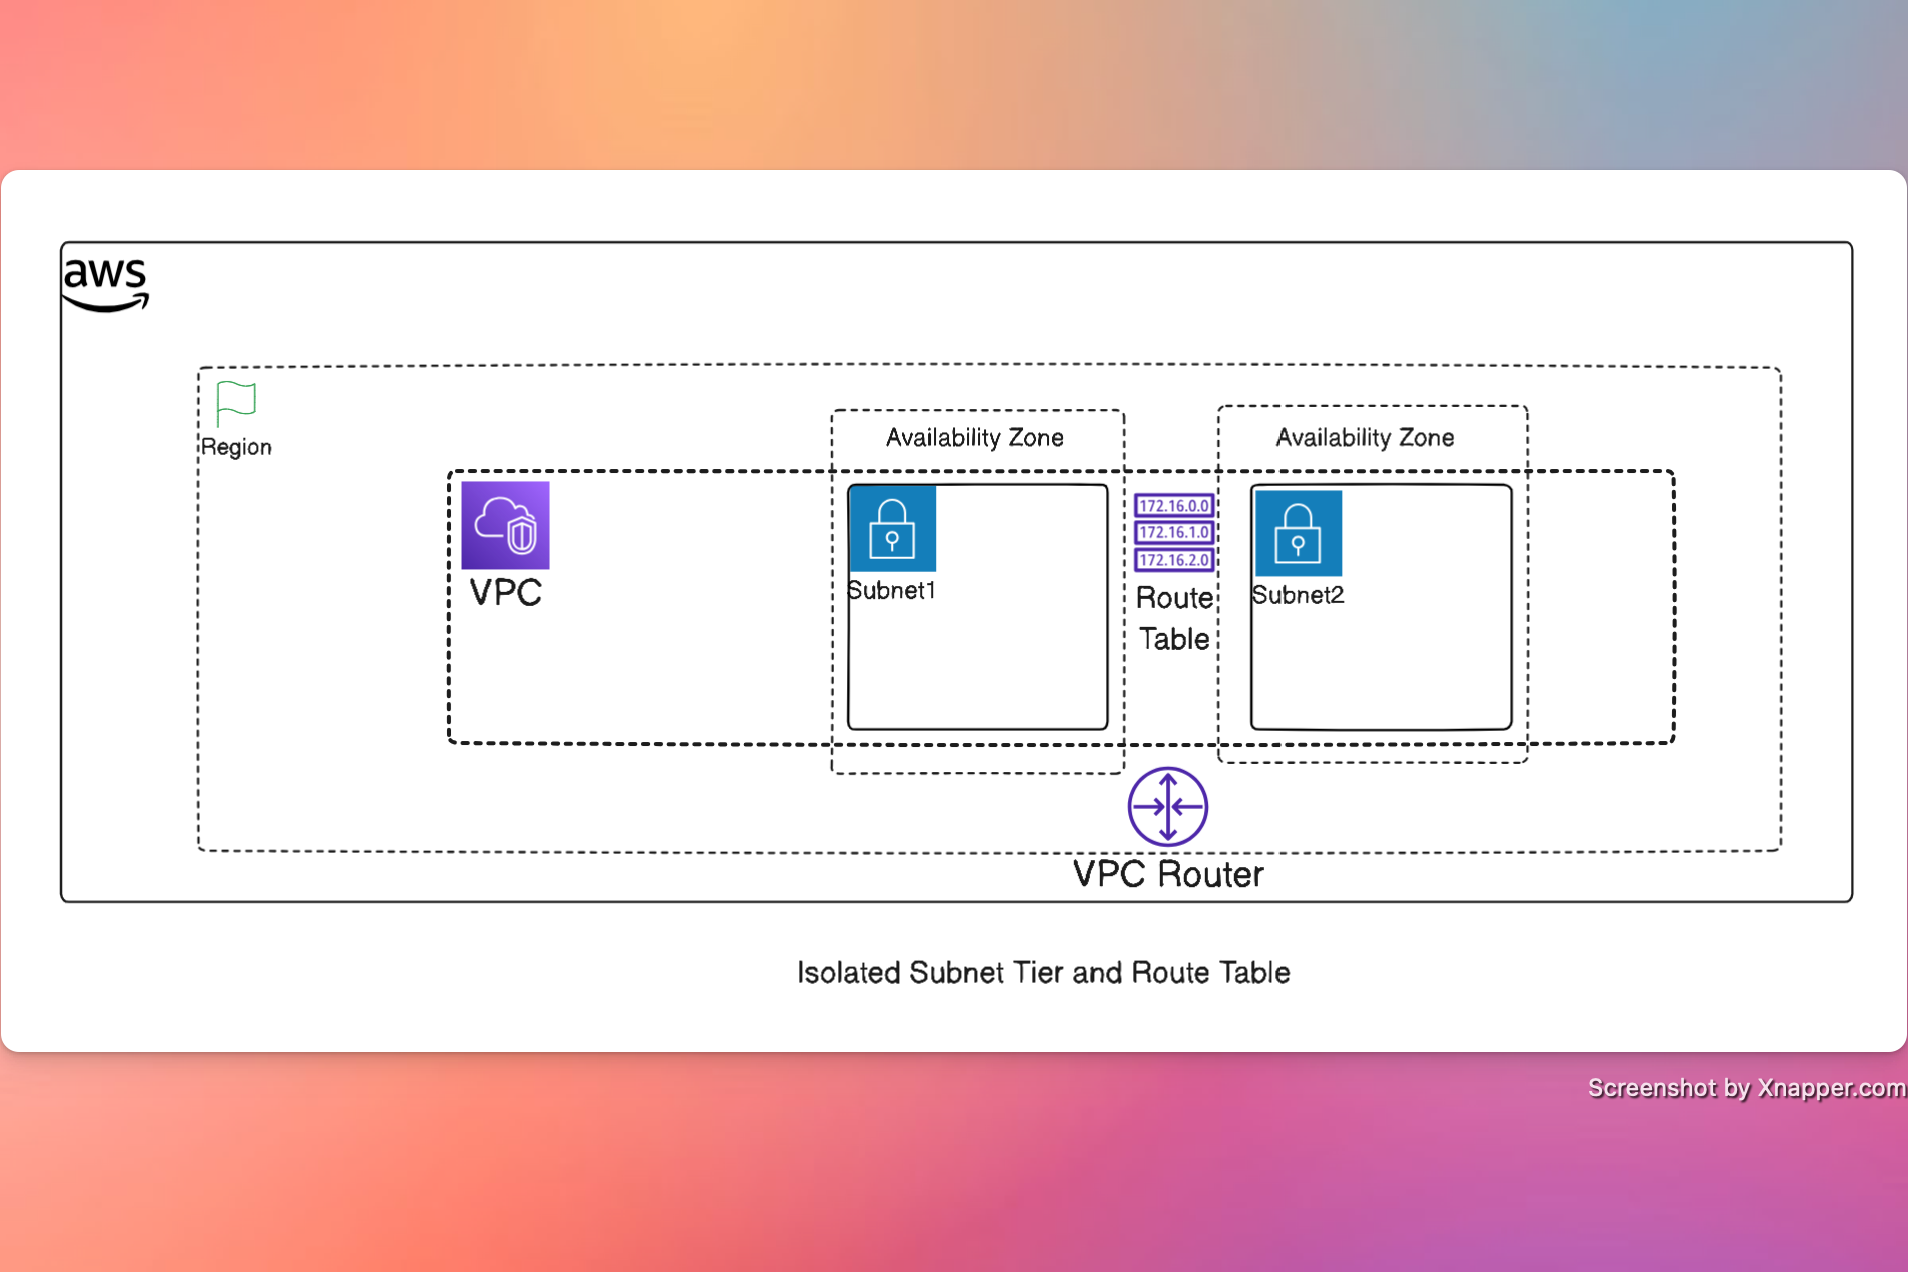 aws
Region
Availability Zone
Availability Zone
VPC
Subnet1
172.16.0.0
172.16.1.0
172.16.2.0
Route
Table
Subnet2
VPC Router
Isolated Subnet Tier and Route Table
Screenshot by Xnapper.com